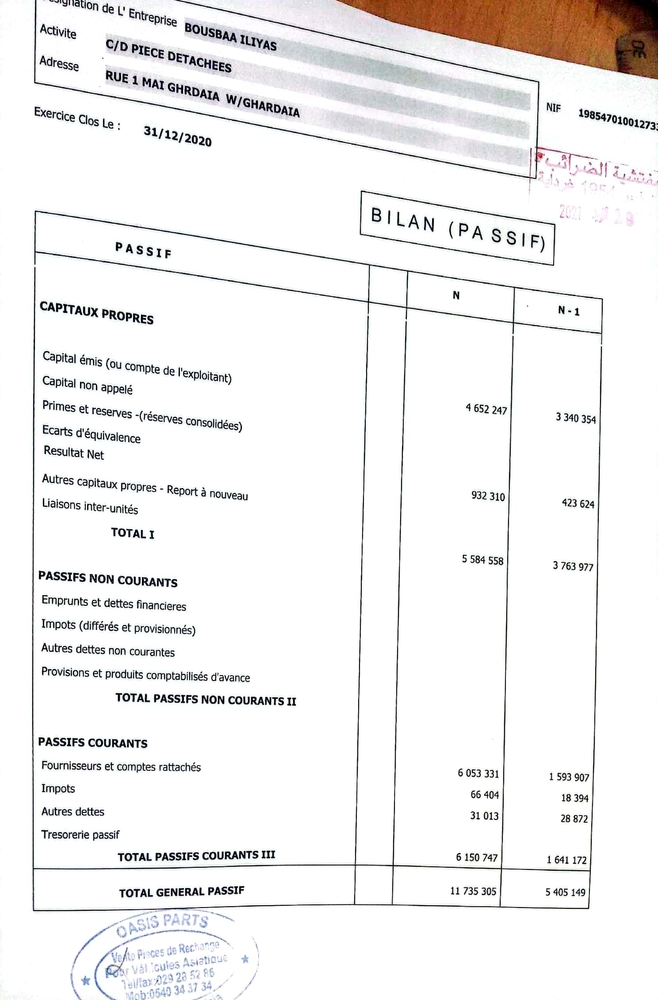 signation de L' Entreprise BOUSBAA ILIYAS
Activite C/D PIECE DETACHEES
Adresse RUE 1 MAI GHRDAIA W/GHARDAIA
NIF 198547010012733
Exercice Clos Le : 31/12/2020
مفتشية الضرائب
1954 غرداية
2021 29
BILAN (PASSIF)
PASSIF N N - 1
CAPITAUX PROPRES
Capital émis (ou compte de l'exploitant) 4 652 247 3 340 354
Capital non appelé
Primes et reserves -(réserves consolidées)
Ecarts d'équivalence
Resultat Net 932 310 423 624
Autres capitaux propres - Report à nouveau
Liaisons inter-unités
TOTAL I 5 584 558 3 763 977
PASSIFS NON COURANTS
Emprunts et dettes financieres
Impots (différés et provisionnés)
Autres dettes non courantes
Provisions et produits comptabilisés d'avance
TOTAL PASSIFS NON COURANTS II
PASSIFS COURANTS
Fournisseurs et comptes rattachés 6 053 331 1 593 907
Impots 66 404 18 394
Autres dettes 31 013 28 872
Tresorerie passif
TOTAL PASSIFS COURANTS III 6 150 747 1 641 172
TOTAL GENERAL PASSIF 11 735 305 5 405 149
OASIS PARTS
Vente Pieces de Rechange
Pour Véhicules Asiatique
Tel/fax:029 28 52 86
Mob:0540 34 37 34